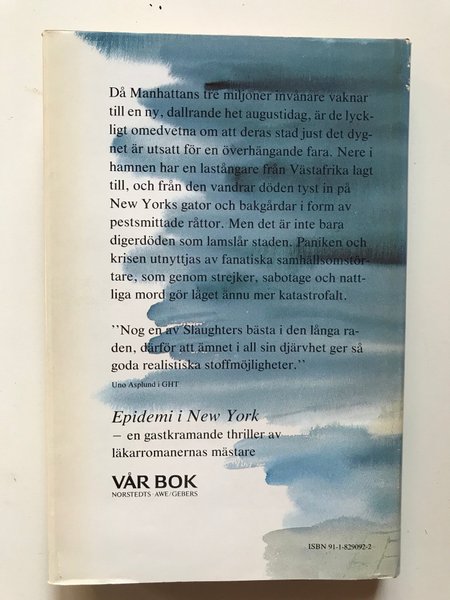 Då Manhattans tre miljoner invånare vaknar
till en ny, dallrande het augustidag, är de lyck-
ligt omedvetna om att deras stad just det dyg-
net är utsatt för en överhängande fara. Nere i
hamnen har en lastångare från Västafrika lagt
till, och från den vandrar döden tyst in på
New Yorks gator och bakgårdar i form av
pestsmittade råttor. Men det är inte bara
digerdöden som lamslår staden. Paniken och
krisen utnyttjas av fanatiska samhällsomstör-
tare, som genom strejker, sabotage och natt-
liga mord gör läget ännu mer katastrofalt.
''Nog en av Slaughters bästa i den långa ra-
den, därför att ämnet i all sin djärvhet ger så
goda realistiska stoffmöjligheter.''
Uno Asplund i GHT
Epidemi i New York
– en gastkramande thriller av
läkarromanernas mästare
VÅR BOK
NORSTEDTS·AWE/GEBERS
ISBN 91-1-829092-2